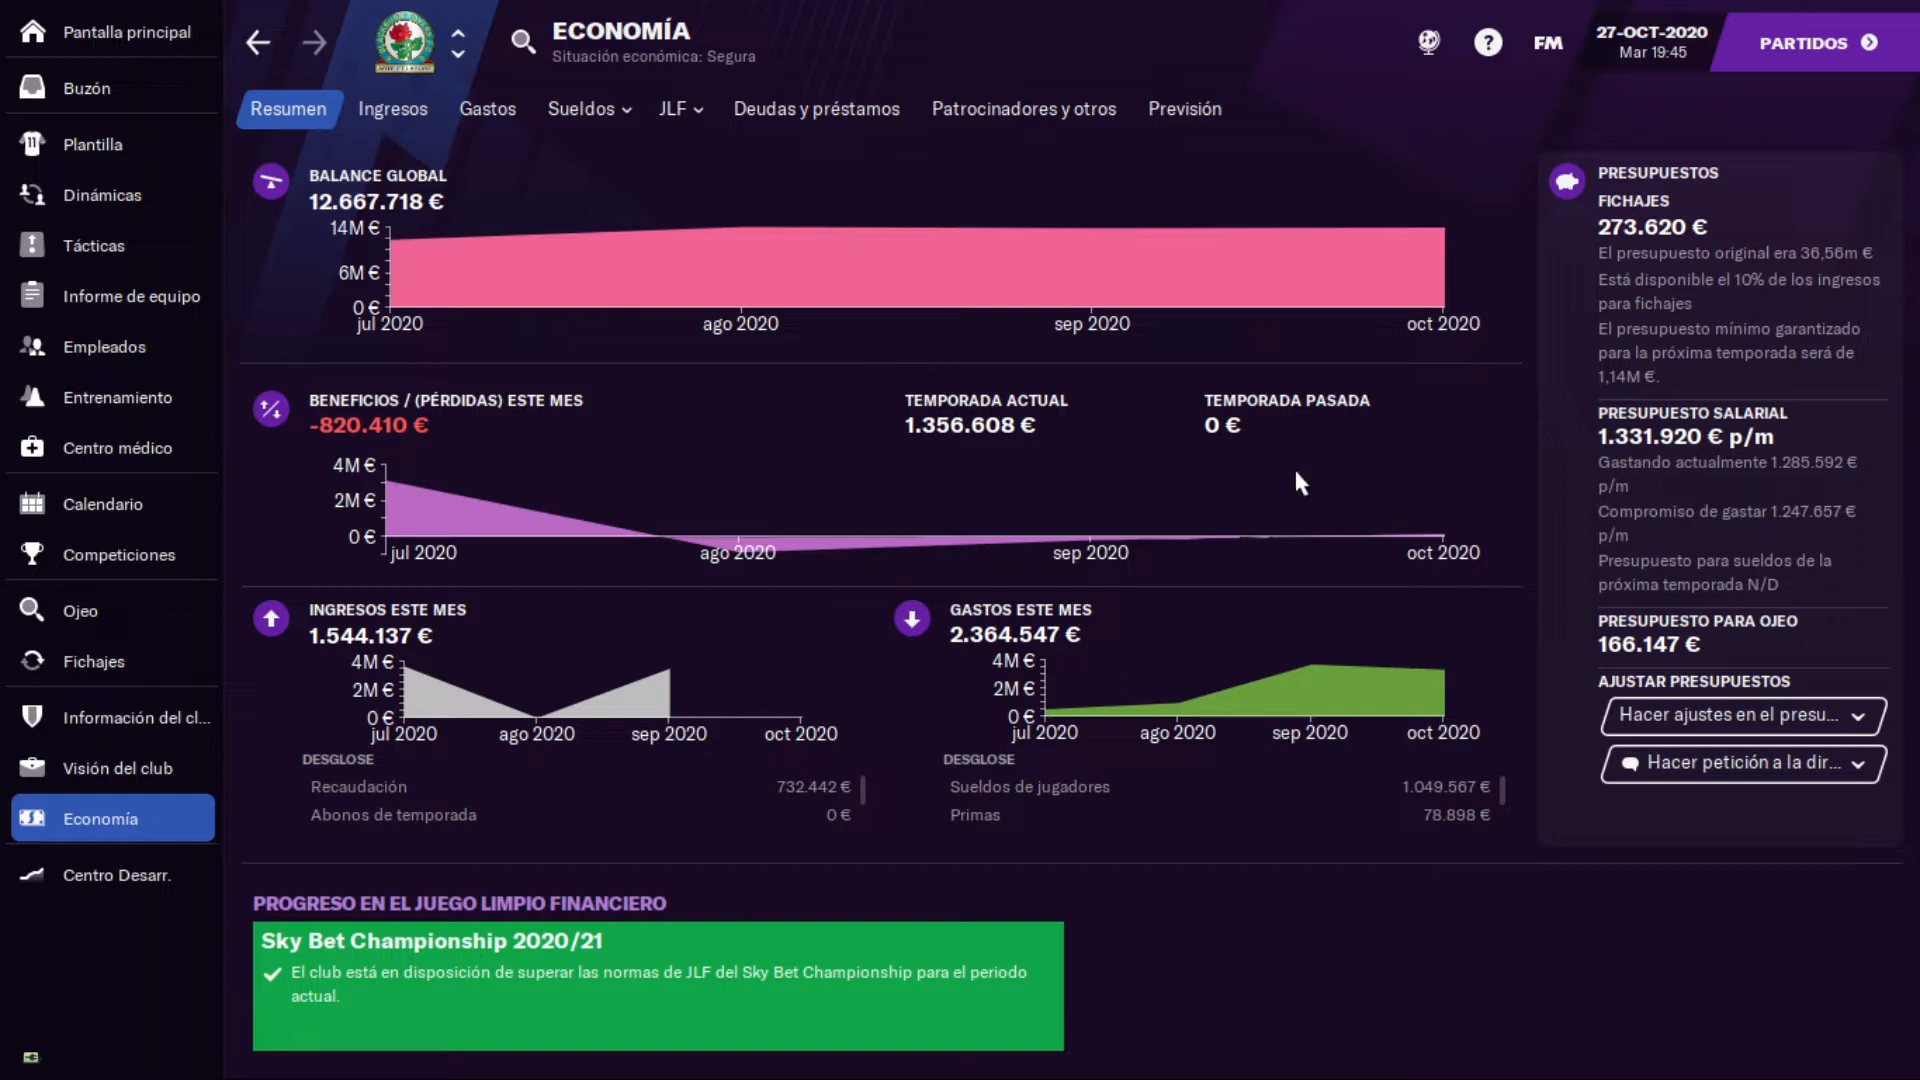 Pantalla principal
Buzón
Plantilla
Dinámicas
Tácticas
Informe de equipo
Empleados
Entrenamiento
Centro médico
Calendario
Competiciones
Ojeo
Fichajes
Información del cl...
Visión del club
Economía
Centro Desarr.
ECONOMÍA
Situación económica: Segura
FM
27-OCT-2020
Mar 19:45
PARTIDOS
Resumen
Ingresos
Gastos
Sueldos
JLF
Deudas y préstamos
Patrocinadores y otros
Previsión
BALANCE GLOBAL
12.667.718 €
14M €
6M €
0 €
jul 2020
ago 2020
sep 2020
oct 2020
BENEFICIOS / (PÉRDIDAS) ESTE MES
-820.410 €
TEMPORADA ACTUAL
1.356.608 €
TEMPORADA PASADA
0 €
4M €
2M €
0 €
jul 2020
ago 2020
sep 2020
oct 2020
INGRESOS ESTE MES
1.544.137 €
4M €
2M €
0 €
jul 2020
ago 2020
sep 2020
oct 2020
DESGLOSE
Recaudación 732.442 €
Abonos de temporada 0 €
GASTOS ESTE MES
2.364.547 €
4M €
2M €
0 €
jul 2020
ago 2020
sep 2020
oct 2020
DESGLOSE
Sueldos de jugadores 1.049.567 €
Primas 78.898 €
PRESUPUESTOS
FICHAJES
273.620 €
El presupuesto original era 36,56m €
Está disponible el 10% de los ingresos
para fichajes
El presupuesto mínimo garantizado
para la próxima temporada será de
1,14M €.
PRESUPUESTO SALARIAL
1.331.920 € p/m
Gastando actualmente 1.285.592 €
p/m
Compromiso de gastar 1.247.657 €
p/m
Presupuesto para sueldos de la
próxima temporada N/D
PRESUPUESTO PARA OJEO
166.147 €
AJUSTAR PRESUPUESTOS
Hacer ajustes en el presu...
Hacer petición a la dir...
PROGRESO EN EL JUEGO LIMPIO FINANCIERO
Sky Bet Championship 2020/21
El club está en disposición de superar las normas de JLF del Sky Bet Championship para el periodo
actual.